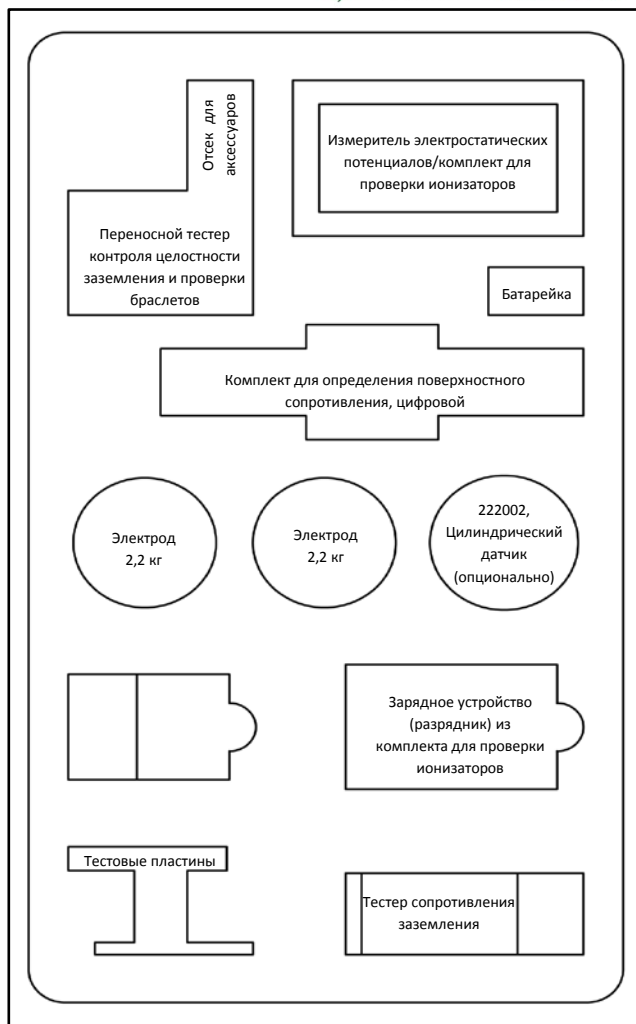 Отсек для
аксессуаров
Переносной тестер
контроля целостности
заземления и проверки
браслетов
Измеритель электростатических
потенциалов/комплект для
проверки ионизаторов
Батарейка
Комплект для определения поверхностного
сопротивления, цифровой
Электрод
2,2 кг
Электрод
2,2 кг
222002,
Цилиндрический
датчик
(опционально)
Зарядное устройство
(разрядник) из
комплекта для проверки
ионизаторов
Тестовые пластины
Тестер сопротивления
заземления